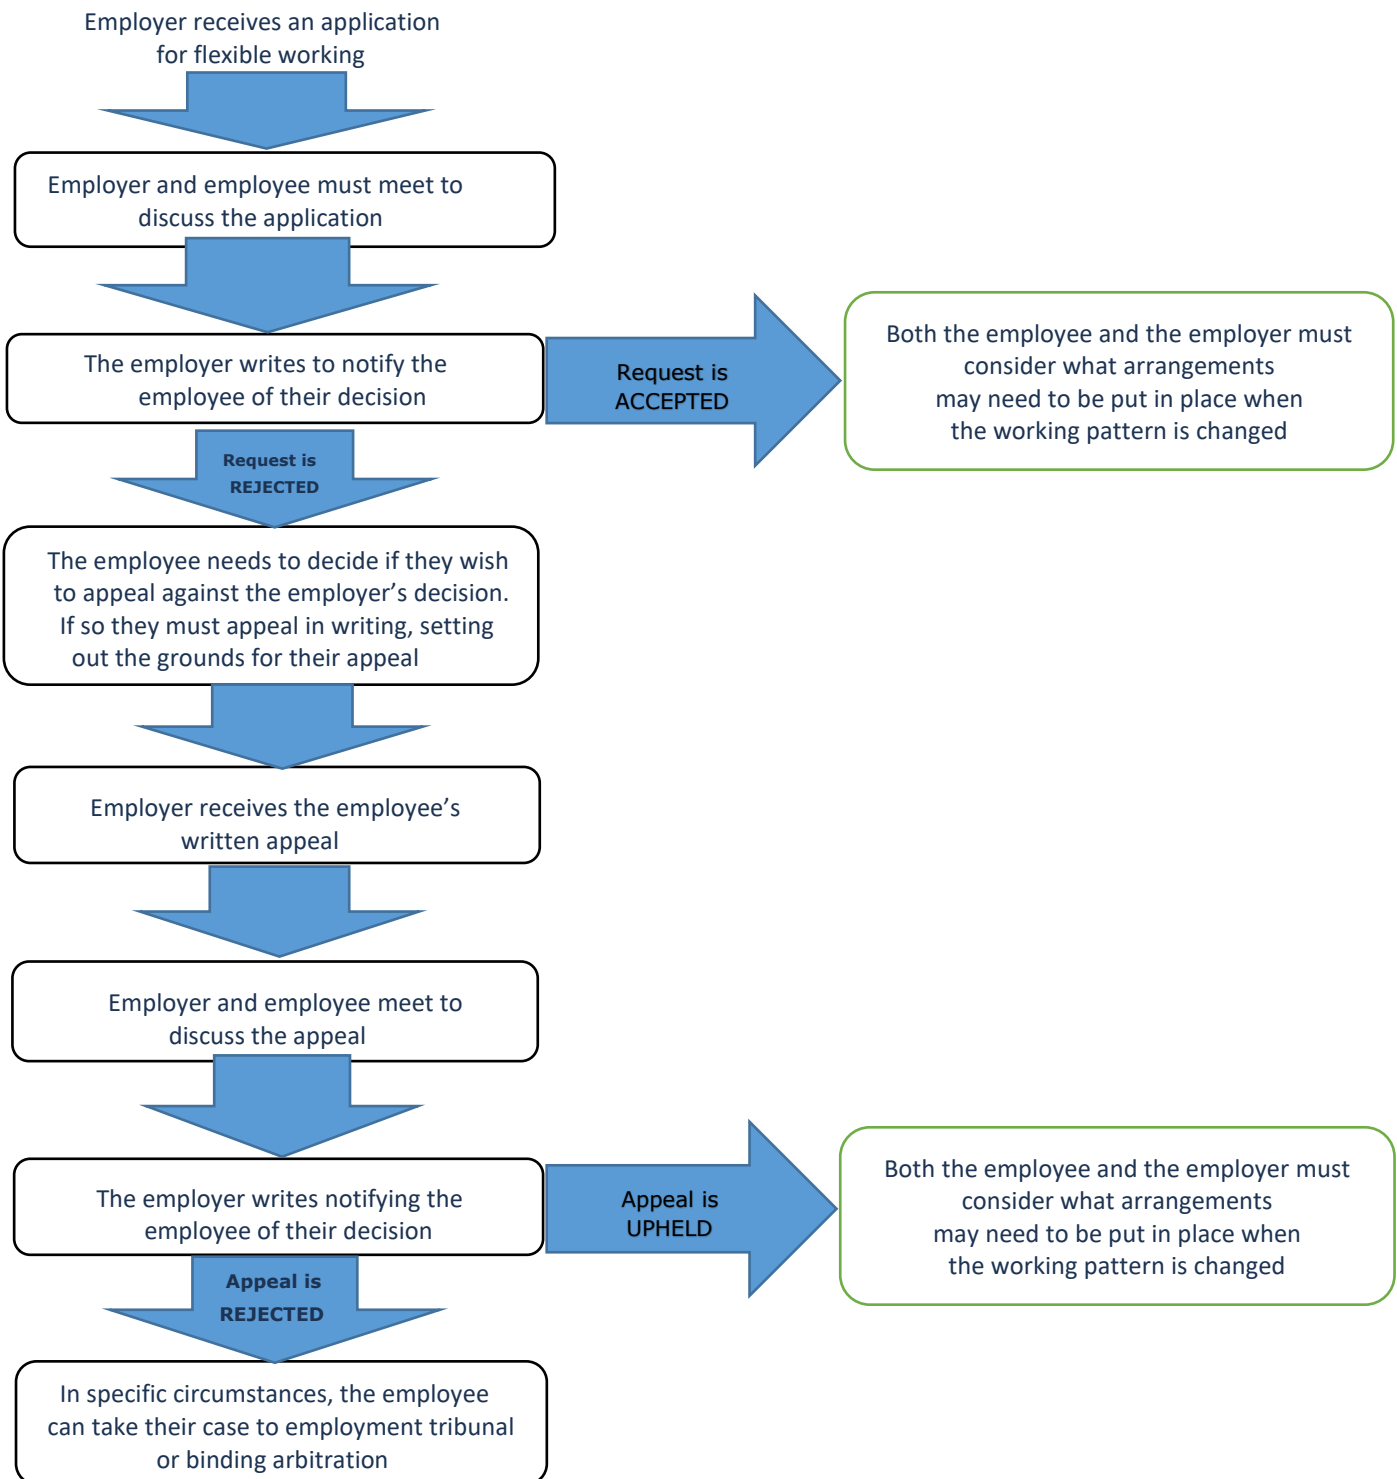 Employer receives an application
for flexible working
Employer and employee must meet to
discuss the application
The employer writes to notify the
employee of their decision
Request is
ACCEPTED
Both the employee and the employer must
consider what arrangements
may need to be put in place when
the working pattern is changed
Request is
REJECTED
The employee needs to decide if they wish
to appeal against the employer’s decision.
If so they must appeal in writing, setting
out the grounds for their appeal
Employer receives the employee’s
written appeal
Employer and employee meet to
discuss the appeal
The employer writes notifying the
employee of their decision
Appeal is
UPHELD
Both the employee and the employer must
consider what arrangements
may need to be put in place when
the working pattern is changed
Appeal is
REJECTED
In specific circumstances, the employee
can take their case to employment tribunal
or binding arbitration